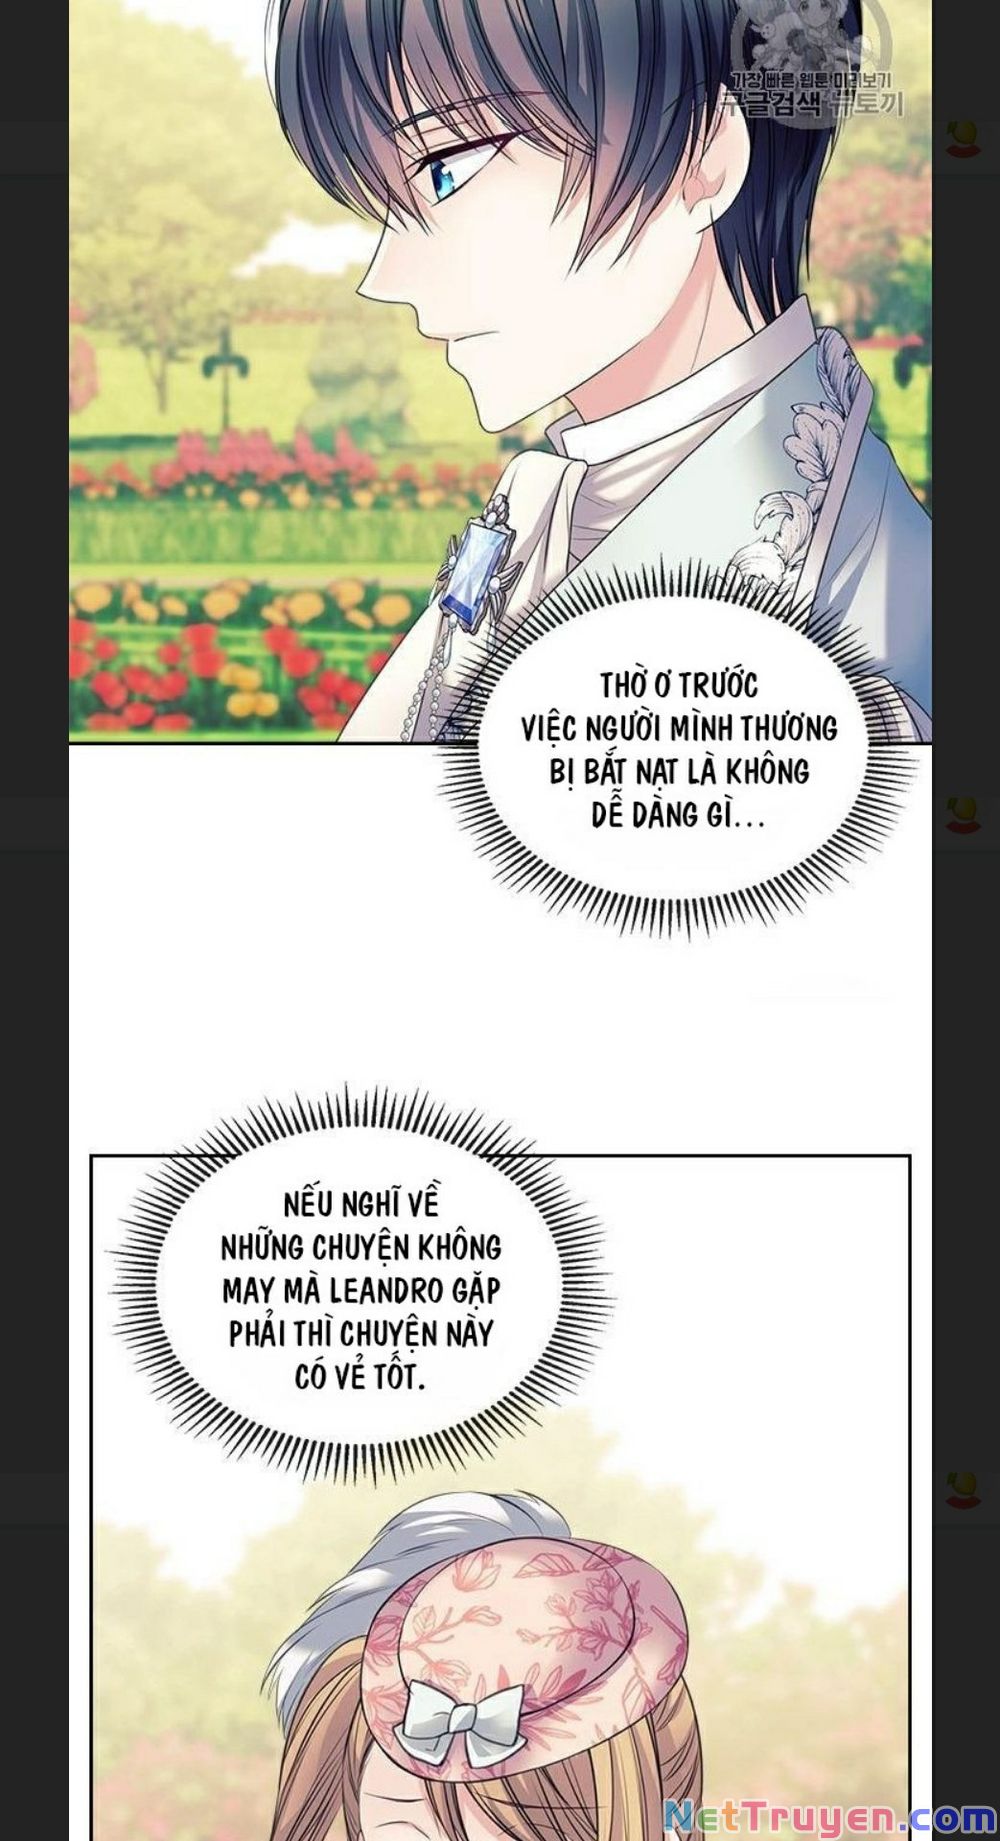 가장 빠른 웹툰 미리보기
구글검색 뉴토끼
THỜ Ơ TRƯỚC
VIỆC NGƯỜI MÌNH THƯƠNG
BỊ BẮT NẠT LÀ KHÔNG
DỄ DÀNG GÌ...
NẾU NGHĨ VỀ
NHỮNG CHUYỆN KHÔNG
MAY MÀ LEANDRO GẶP
PHẢI THÌ CHUYỆN NÀY
CÓ VẺ TỐT.
NetTruyen.com